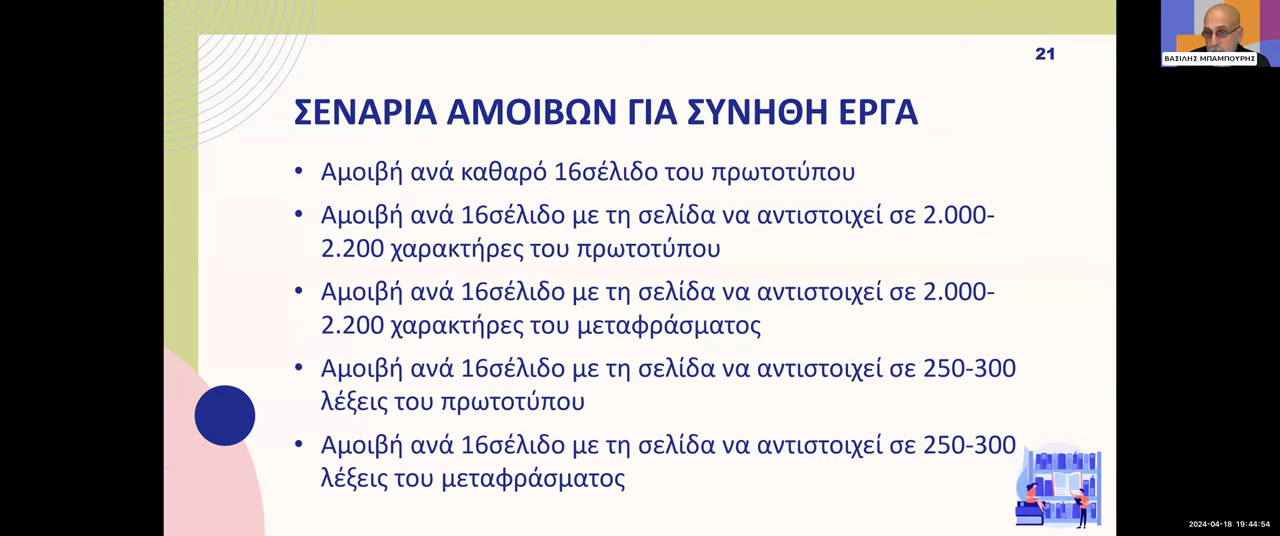 21
ΒΑΣΙΛΗΣ ΜΠΑΜΠΟΥΡΗΣ
ΣΕΝΑΡΙΑ ΑΜΟΙΒΩΝ ΓΙΑ ΣΥΝΗΘΗ ΕΡΓΑ
• Αμοιβή ανά καθαρό 16σέλιδο του πρωτοτύπου
• Αμοιβή ανά 16σέλιδο με τη σελίδα να αντιστοιχεί σε 2.000-
2.200 χαρακτήρες του πρωτοτύπου
• Αμοιβή ανά 16σέλιδο με τη σελίδα να αντιστοιχεί σε 2.000-
2.200 χαρακτήρες του μεταφράσματος
• Αμοιβή ανά 16σέλιδο με τη σελίδα να αντιστοιχεί σε 250-300
λέξεις του πρωτοτύπου
• Αμοιβή ανά 16σέλιδο με τη σελίδα να αντιστοιχεί σε 250-300
λέξεις του μεταφράσματος
2024-04-18 19:44:54